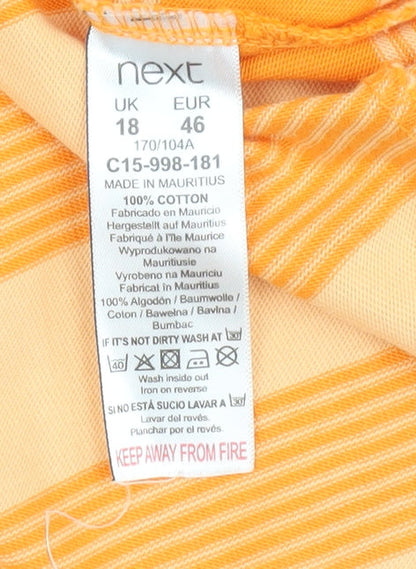 next
UK EUR
18 46
170/104A
C15-998-181
MADE IN MAURITIUS
100% COTTON
Fabricado en Mauricio
Hergestellt auf Mauritius
Fabriqué à l'île Maurice
Wyprodukowano na
Mauritiusie
Vyrobeno na Mauriciu
Fabricat în Mauritius
100% Algodón / Baumwolle /
Coton / Bawełna / Bavlna /
Bumbac
IF IT'S NOT DIRTY WASH AT 30
40
Wash inside out
Iron on reverse
SI NO ESTÁ SUCIO LAVAR A 30
Lavar del revés.
Planchar por el revés.
KEEP AWAY FROM FIRE